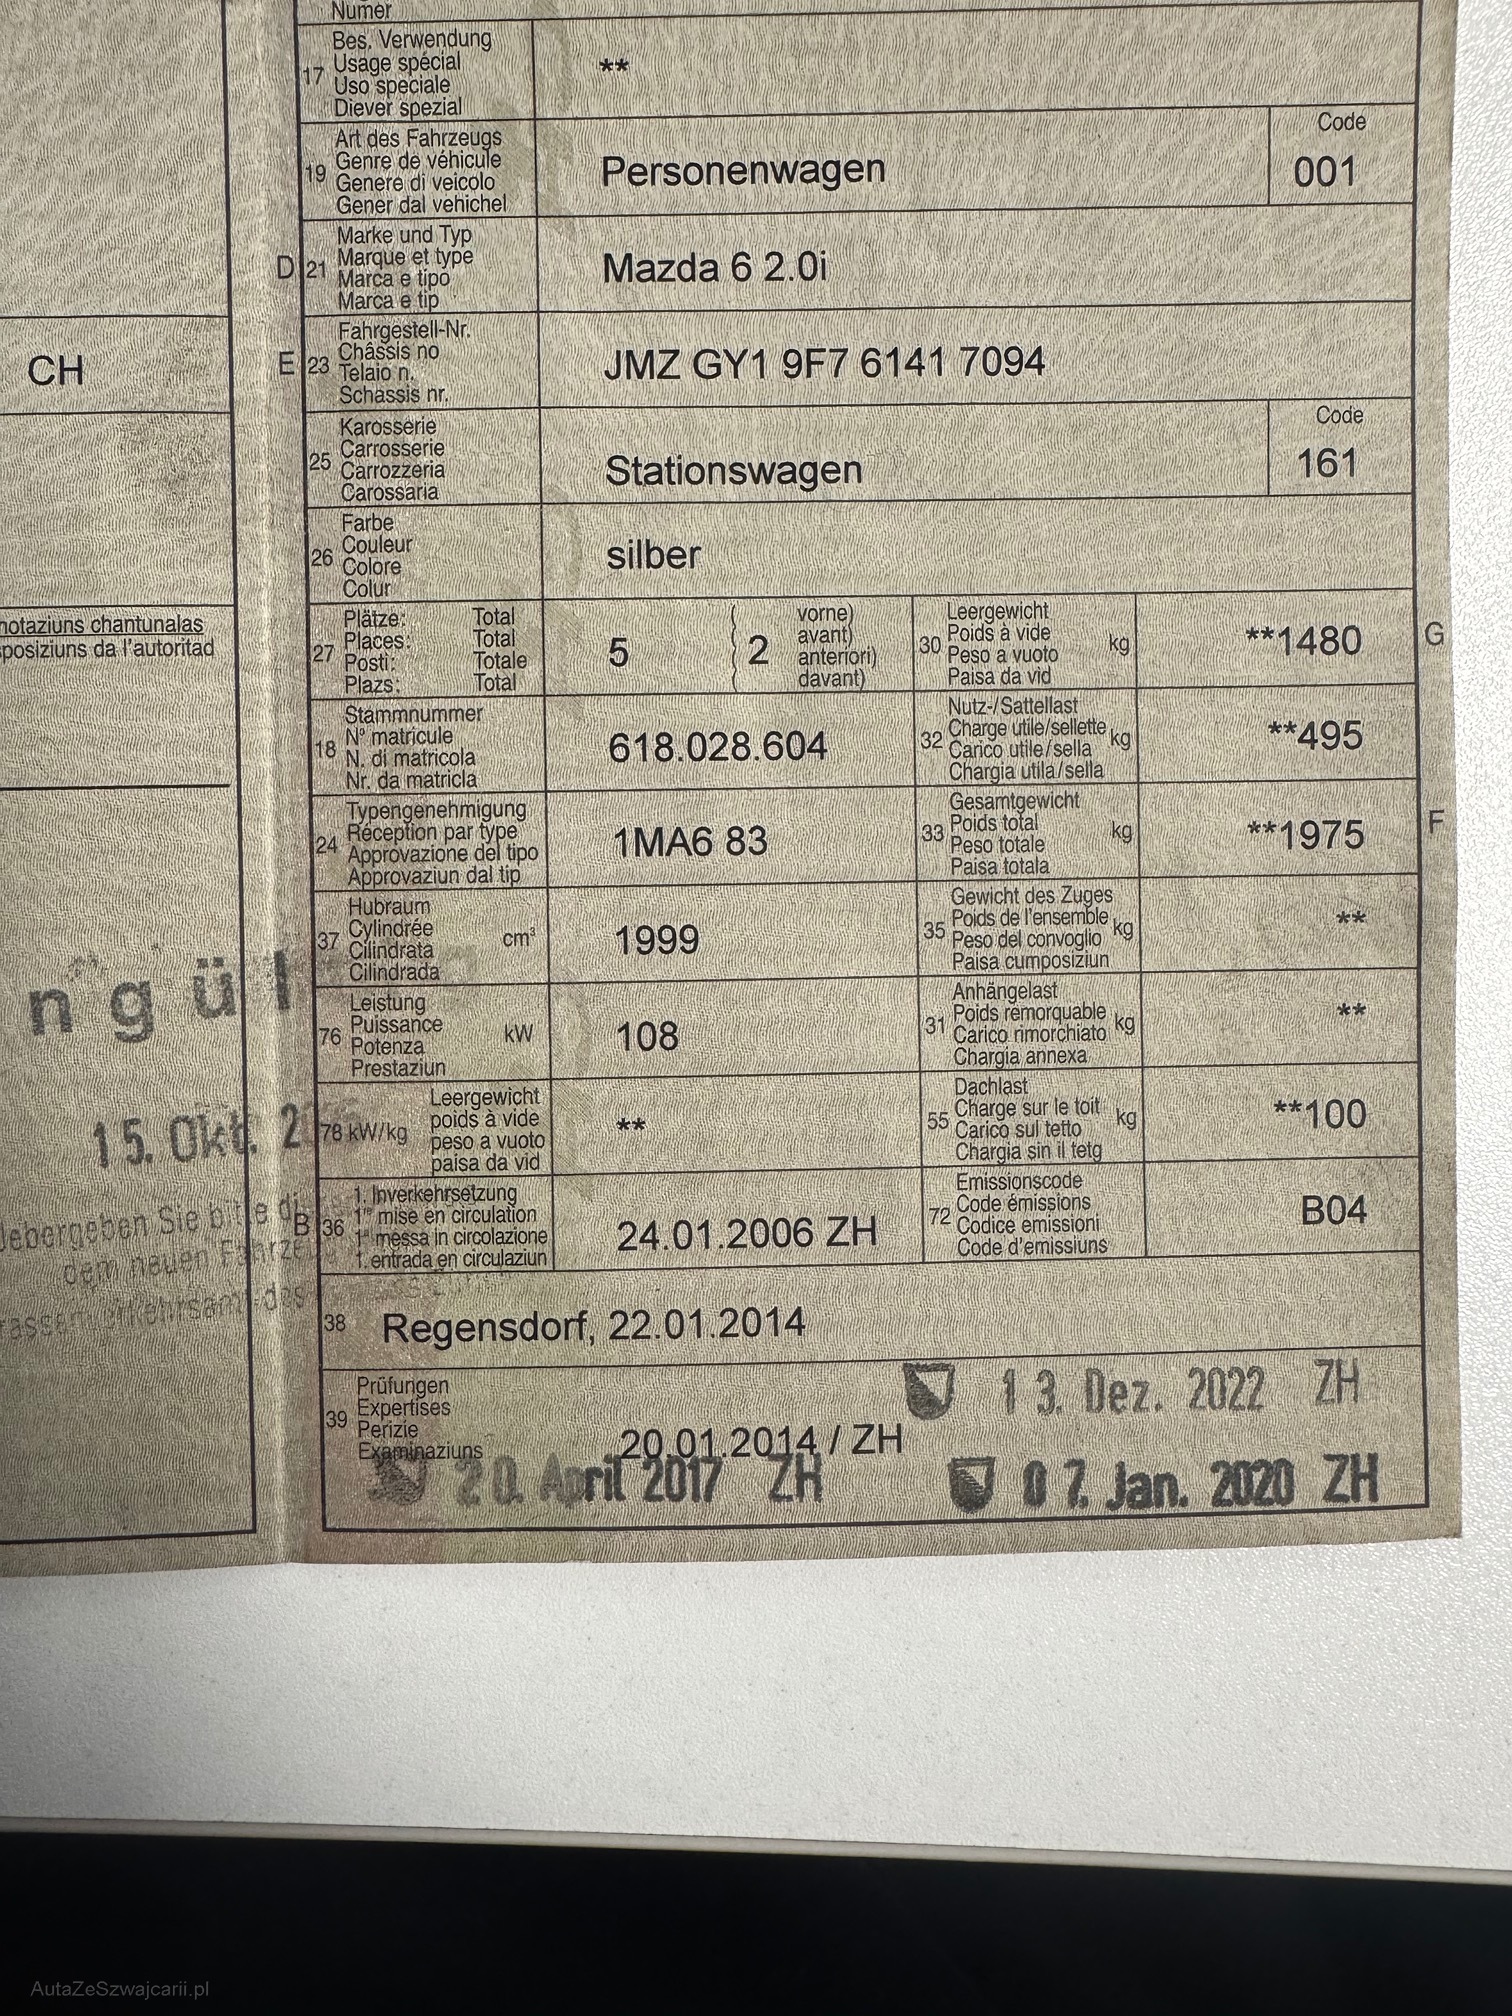 Numer
17
Bes. Verwendung
Usage spécial
Uso speciale
Diever spezial
**
19
Art des Fahrzeugs
Genre de véhicule
Genere di veicolo
Gener dal vehichel
Personenwagen
Code
001
D 21
Marke und Typ
Marque et type
Marca e tipo
Marca e tip
Mazda 6 2.0i
CH
E 23
Fahrgestell-Nr.
Châssis no
Telaio n.
Schassis nr.
JMZ GY1 9F7 6141 7094
25
Karosserie
Carrosserie
Carrozzeria
Carossaria
Stationswagen
Code
161
26
Farbe
Couleur
Colore
Colur
silber
notaziuns chantunalas
posiziuns da l'autoritad
27
Plätze: Total
Places: Total
Posti: Totale
Plazs: Total
5
2
vorne)
avant)
anteriori)
davant)
30
Leergewicht
Poids à vide
Peso a vuoto
Paisa da vid
kg
**1480
G
18
Stammnummer
N° matricule
N. di matricola
Nr. da matricla
618.028.604
32
Nutz-/Sattellast
Charge utile/sellette
Carico utile/sella
Chargia utila/sella
kg
**495
24
Typengenehmigung
Réception par type
Approvazione del tipo
Approvaziun dal tip
1MA6 83
33
Gesamtgewicht
Poids total
Peso totale
Paisa totala
kg
**1975
F
37
Hubraum
Cylindrée
Cilindrata
Cilindrada
cm³
1999
35
Gewicht des Zuges
Poids de l'ensemble
Peso del convoglio
Paisa cumposiziun
kg
**
n g ü l
76
Leistung
Puissance
Potenza
Prestaziun
kW
108
31
Anhängelast
Poids remorquable
Carico rimorchiato
Chargia annexa
kg
**
15. Okt. 2
78 kW/kg
Leergewicht
poids à vide
peso a vuoto
paisa da vid
**
55
Dachlast
Charge sur le toit
Carico sul tetto
Chargia sin il tetg
kg
**100
Uebergeben Sie bitte di
dem neuen Fahrze
B 36
1. Inverkehrsetzung
1re mise en circulation
1a messa in circolazione
1. entrada en circulaziun
24.01.2006 ZH
72
Emissionscode
Code émissions
Codice emissioni
Code d'emissiuns
B04
38
Regensdorf, 22.01.2014
39
Prüfungen
Expertises
Perizie
Examinaziuns
13. Dez. 2022 ZH
20.01.2014 / ZH
20. April 2017 ZH
07. Jan. 2020 ZH
AutaZeSzwajcarii.pl